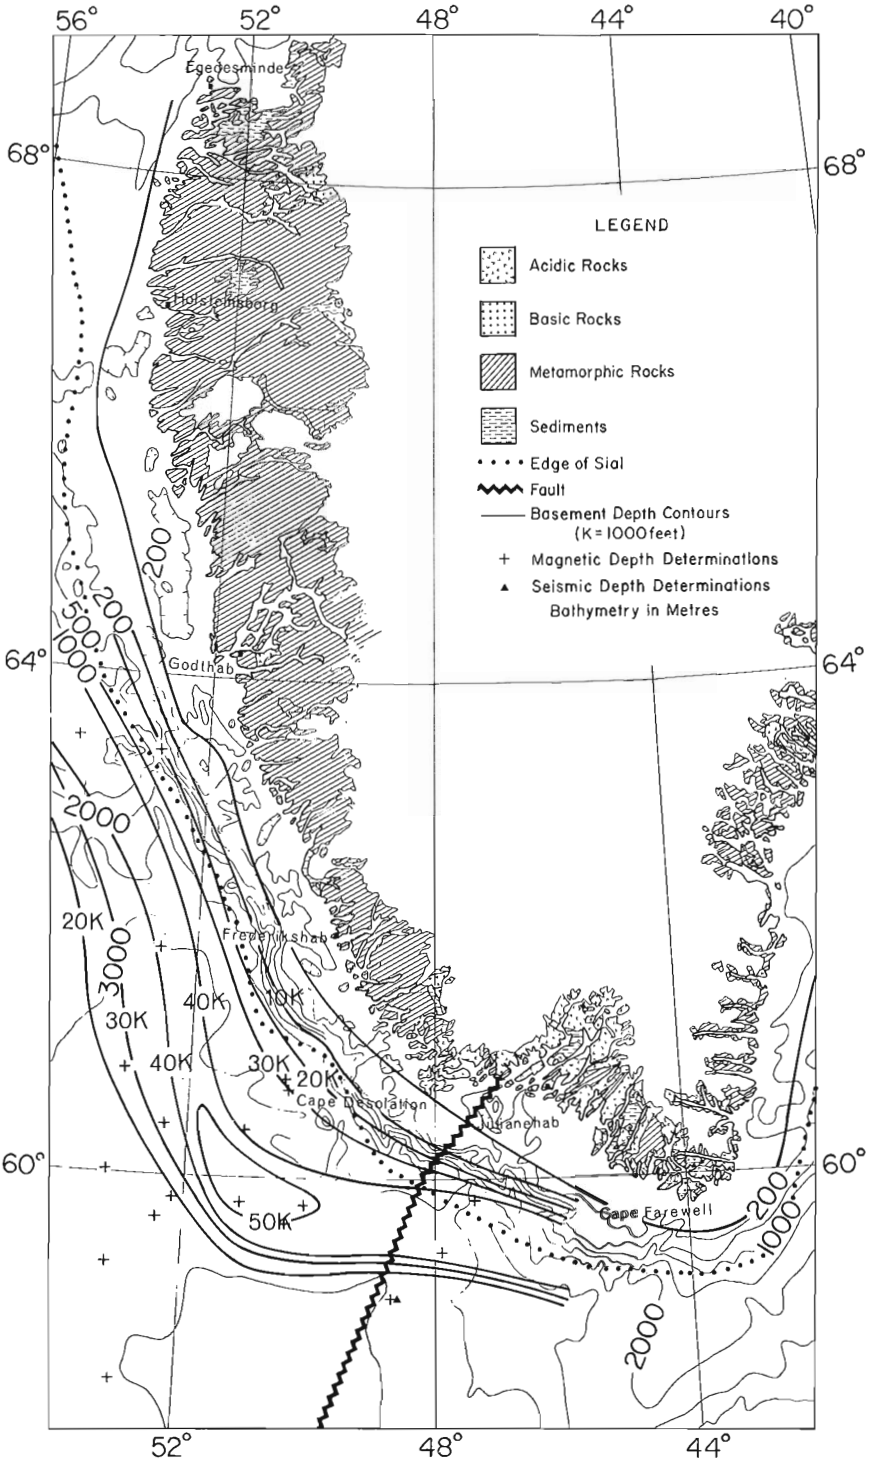 56° 52° 48° 44° 40°
Egedesminde
68° 68°
LEGEND
Acidic Rocks
Basic Rocks
Holsteinsborg
Metamorphic Rocks
Sediments
Edge of Sial
Fault
Basement Depth Contours
(K=1000feet)
200
Magnetic Depth Determinations
Seismic Depth Determinations
Bathymetry in Metres
200
500
1000
64° Godthab 64°
2000
20K
Frederikshab
3000
40K 10K
30K
40K 30K 20K
Cape Desolation
Julianehab
60° 60°
200
50K Cape Farewell
1000
2000
52° 48° 44°